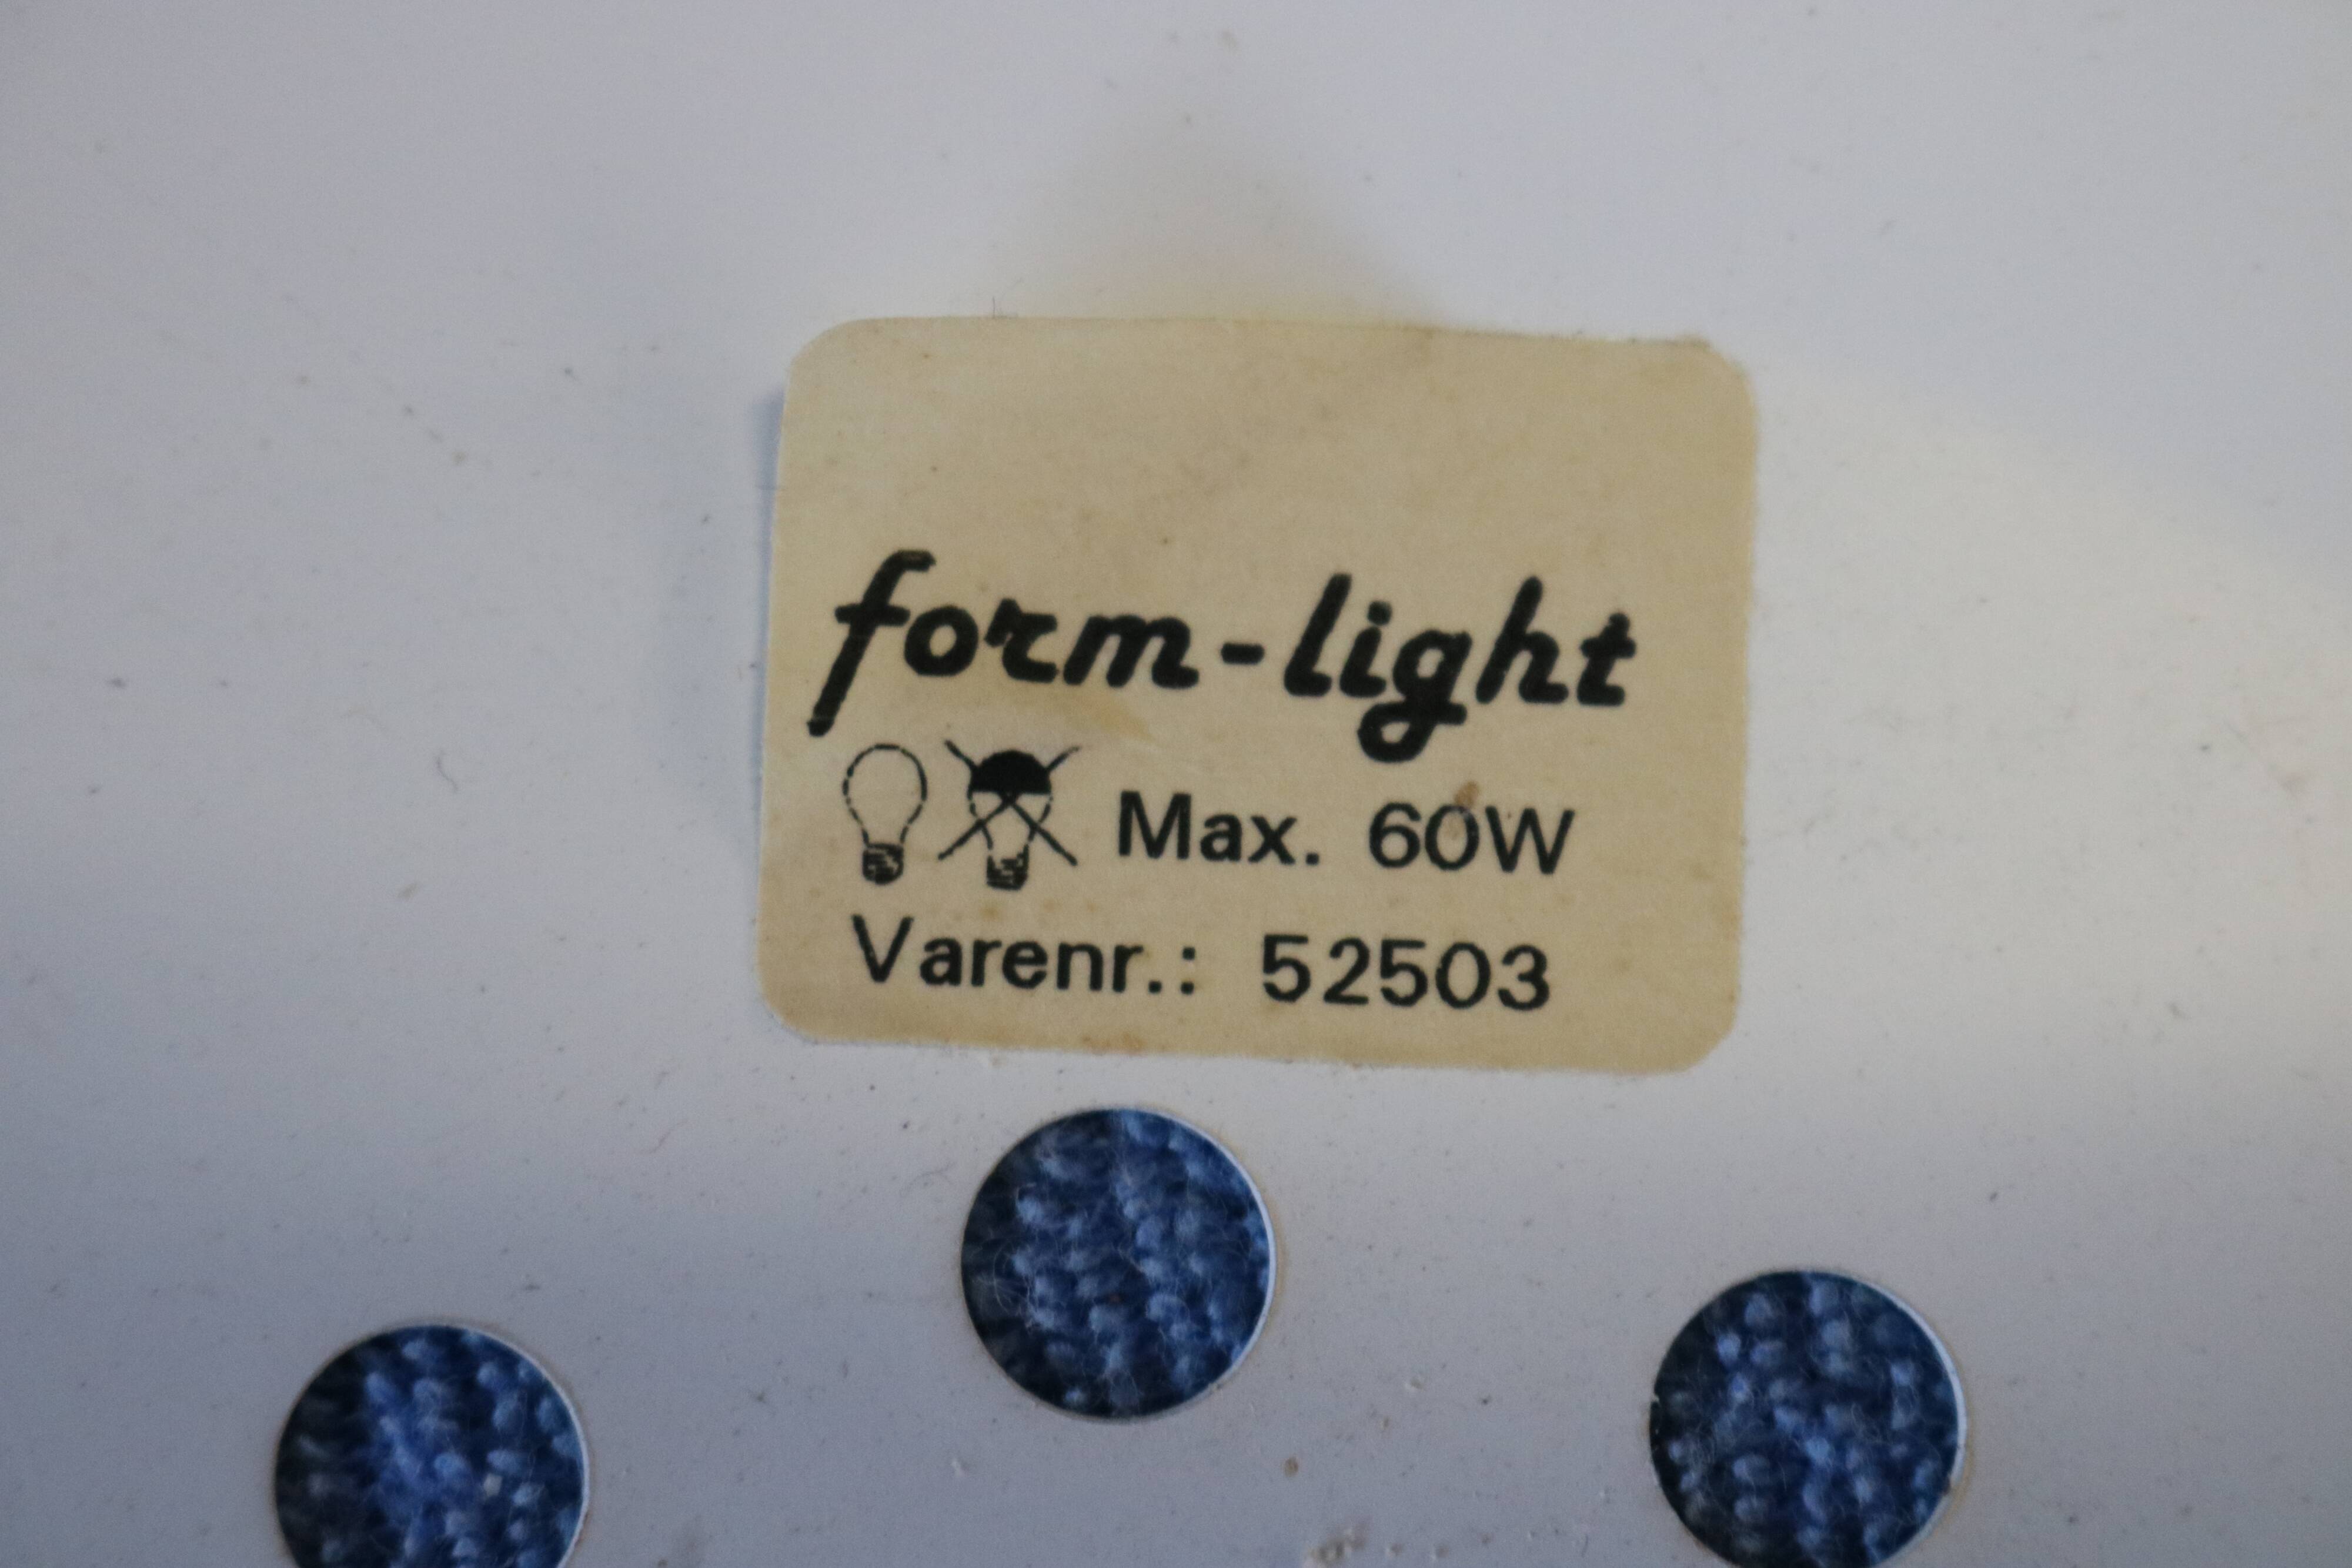 form-light
Max. 60W
Varenr.: 52503